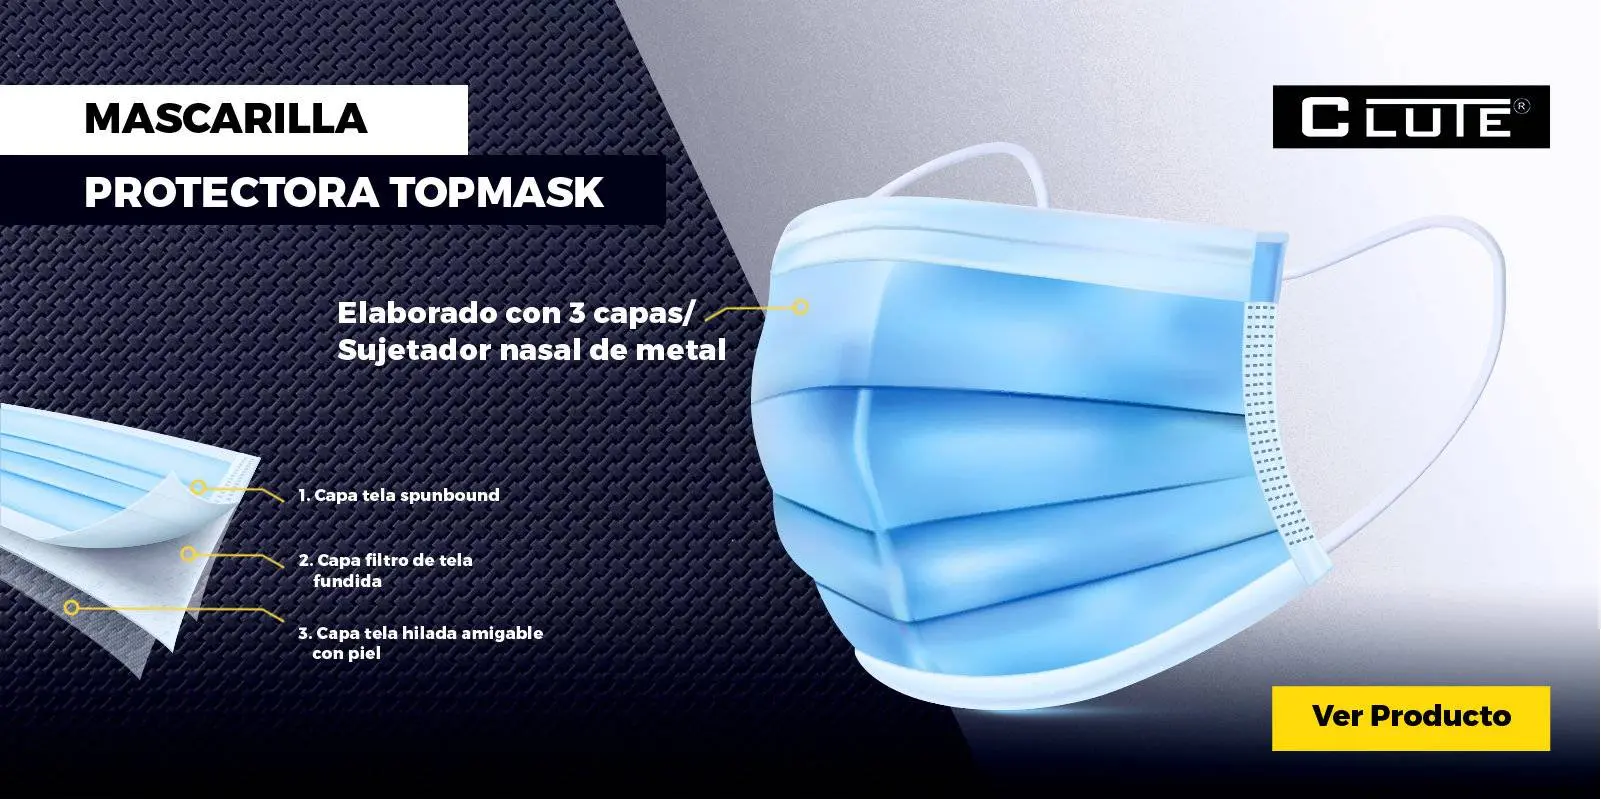 MASCARILLA
PROTECTORA TOPMASK
CLUTE®
Elaborado con 3 capas/
Sujetador nasal de metal
1. Capa tela spunbound
2. Capa filtro de tela
fundida
3. Capa tela hilada amigable
con piel
Ver Producto